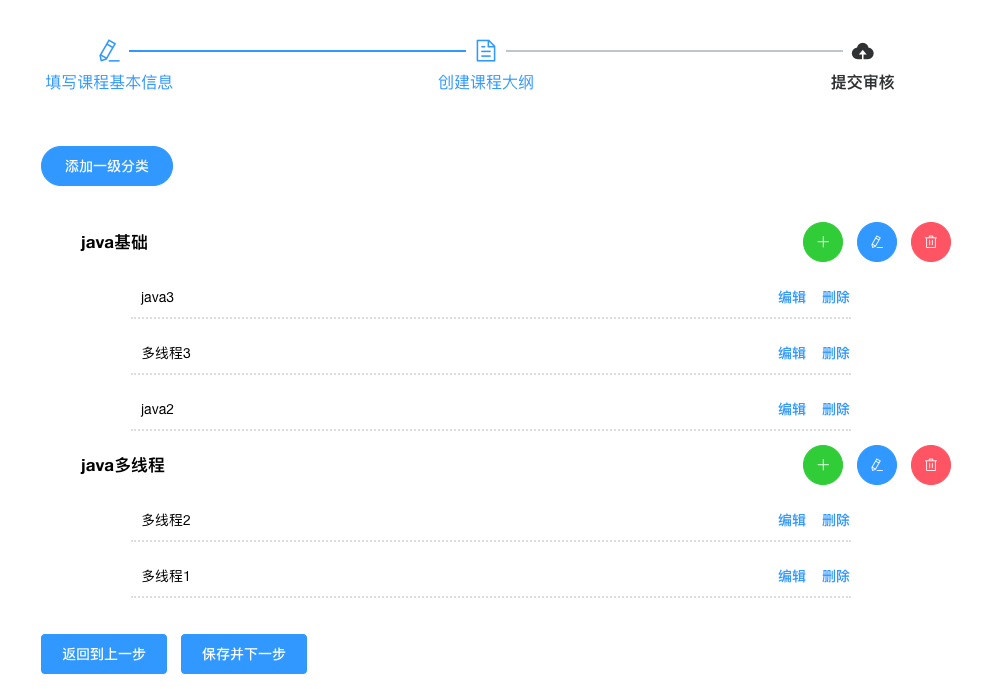 填写课程基本信息 创建课程大纲 提交审核
添加一级分类
java基础
java3 编辑 删除
多线程3 编辑 删除
java2 编辑 删除
java多线程
多线程2 编辑 删除
多线程1 编辑 删除
返回到上一步 保存并下一步